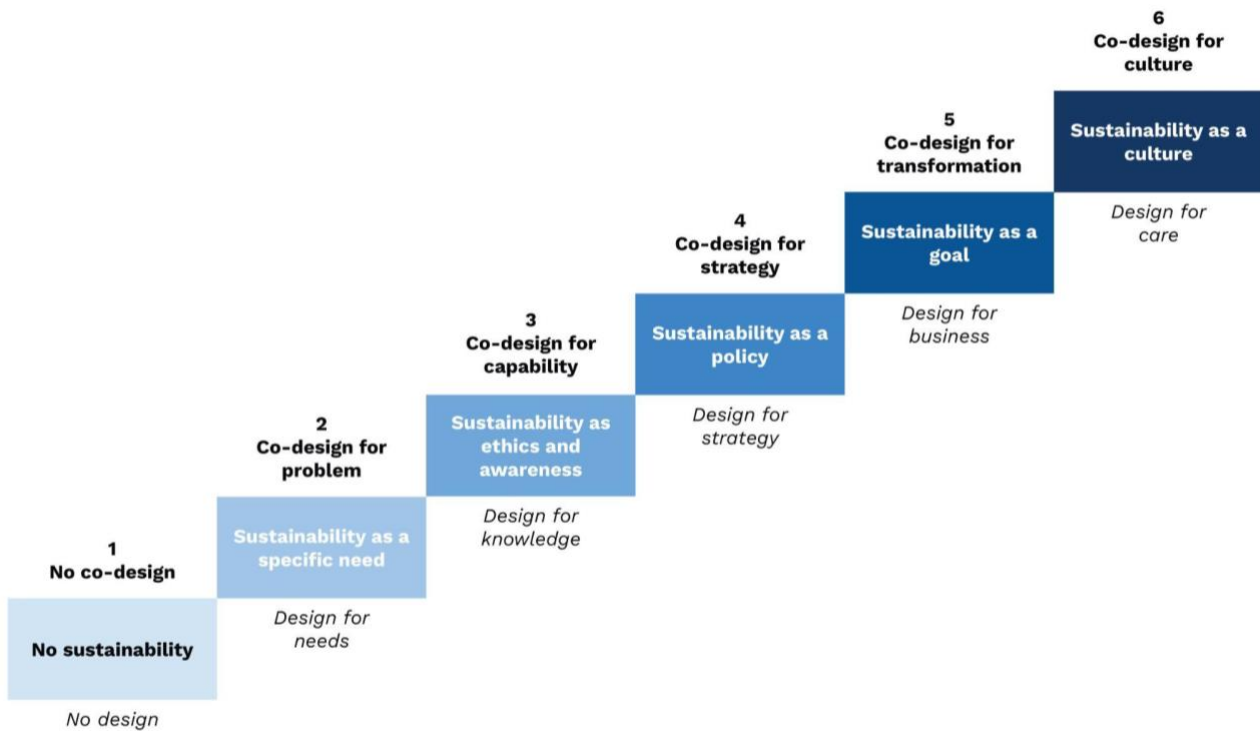 1
No co-design
No sustainability
No design
2
Co-design for
problem
Sustainability as a
specific need
Design for
needs
3
Co-design for
capability
Sustainability as
ethics and
awareness
Design for
knowledge
4
Co-design for
strategy
Sustainability as a
policy
Design for
strategy
5
Co-design for
transformation
Sustainability as a
goal
Design for
business
6
Co-design for
culture
Sustainability as a
culture
Design for
care